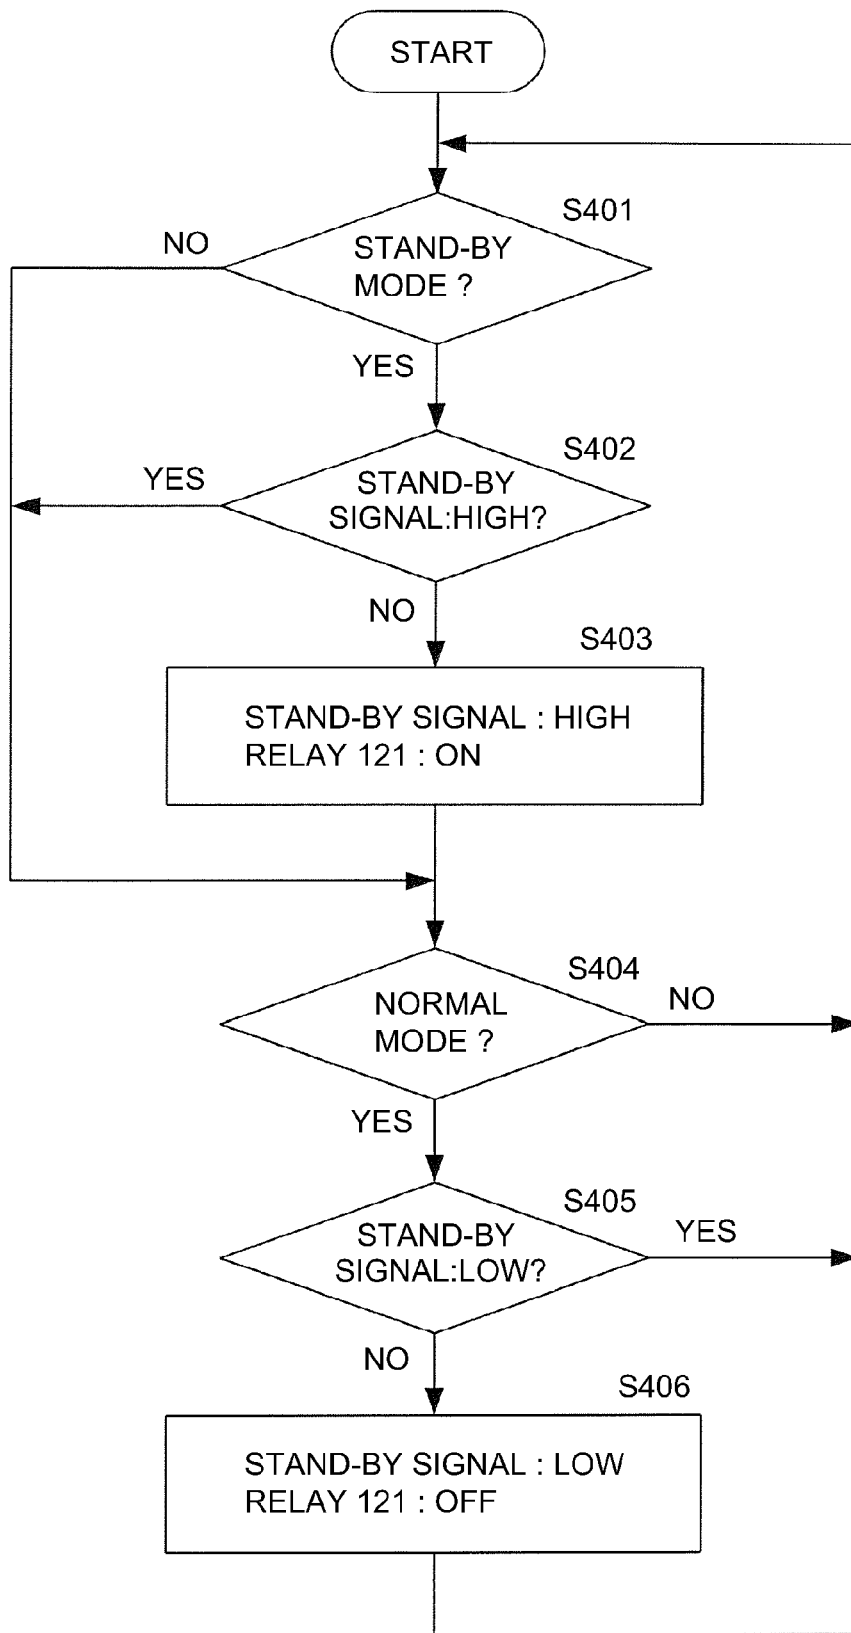 START
S401
NO
STAND-BY
MODE ?
YES
S402
YES
STAND-BY
SIGNAL:HIGH?
NO
S403
STAND-BY SIGNAL : HIGH
RELAY 121 : ON
S404
NORMAL
MODE ?
NO
YES
S405
STAND-BY
SIGNAL:LOW?
YES
NO
S406
STAND-BY SIGNAL : LOW
RELAY 121 : OFF